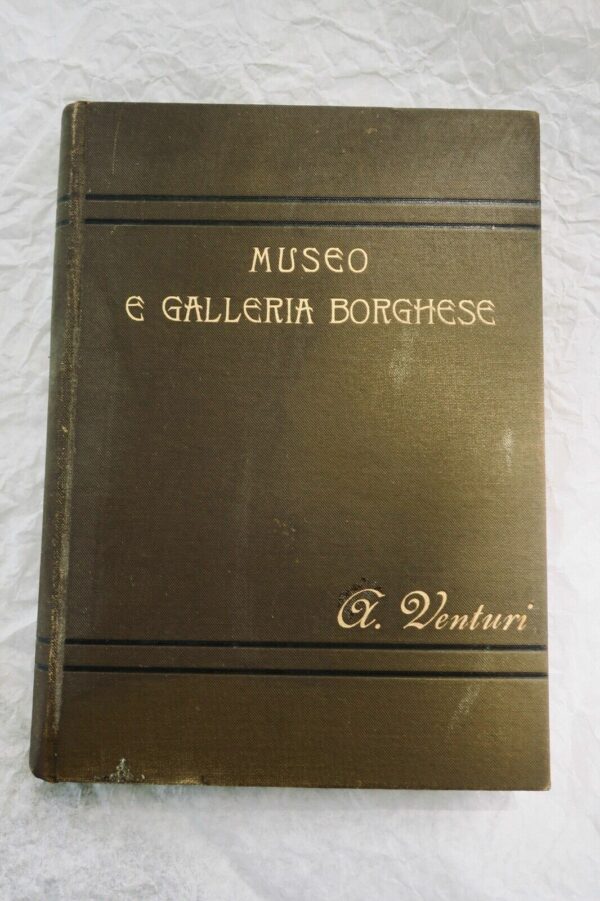 MUSEO
E GALLERIA BORGHESE
A. Venturi